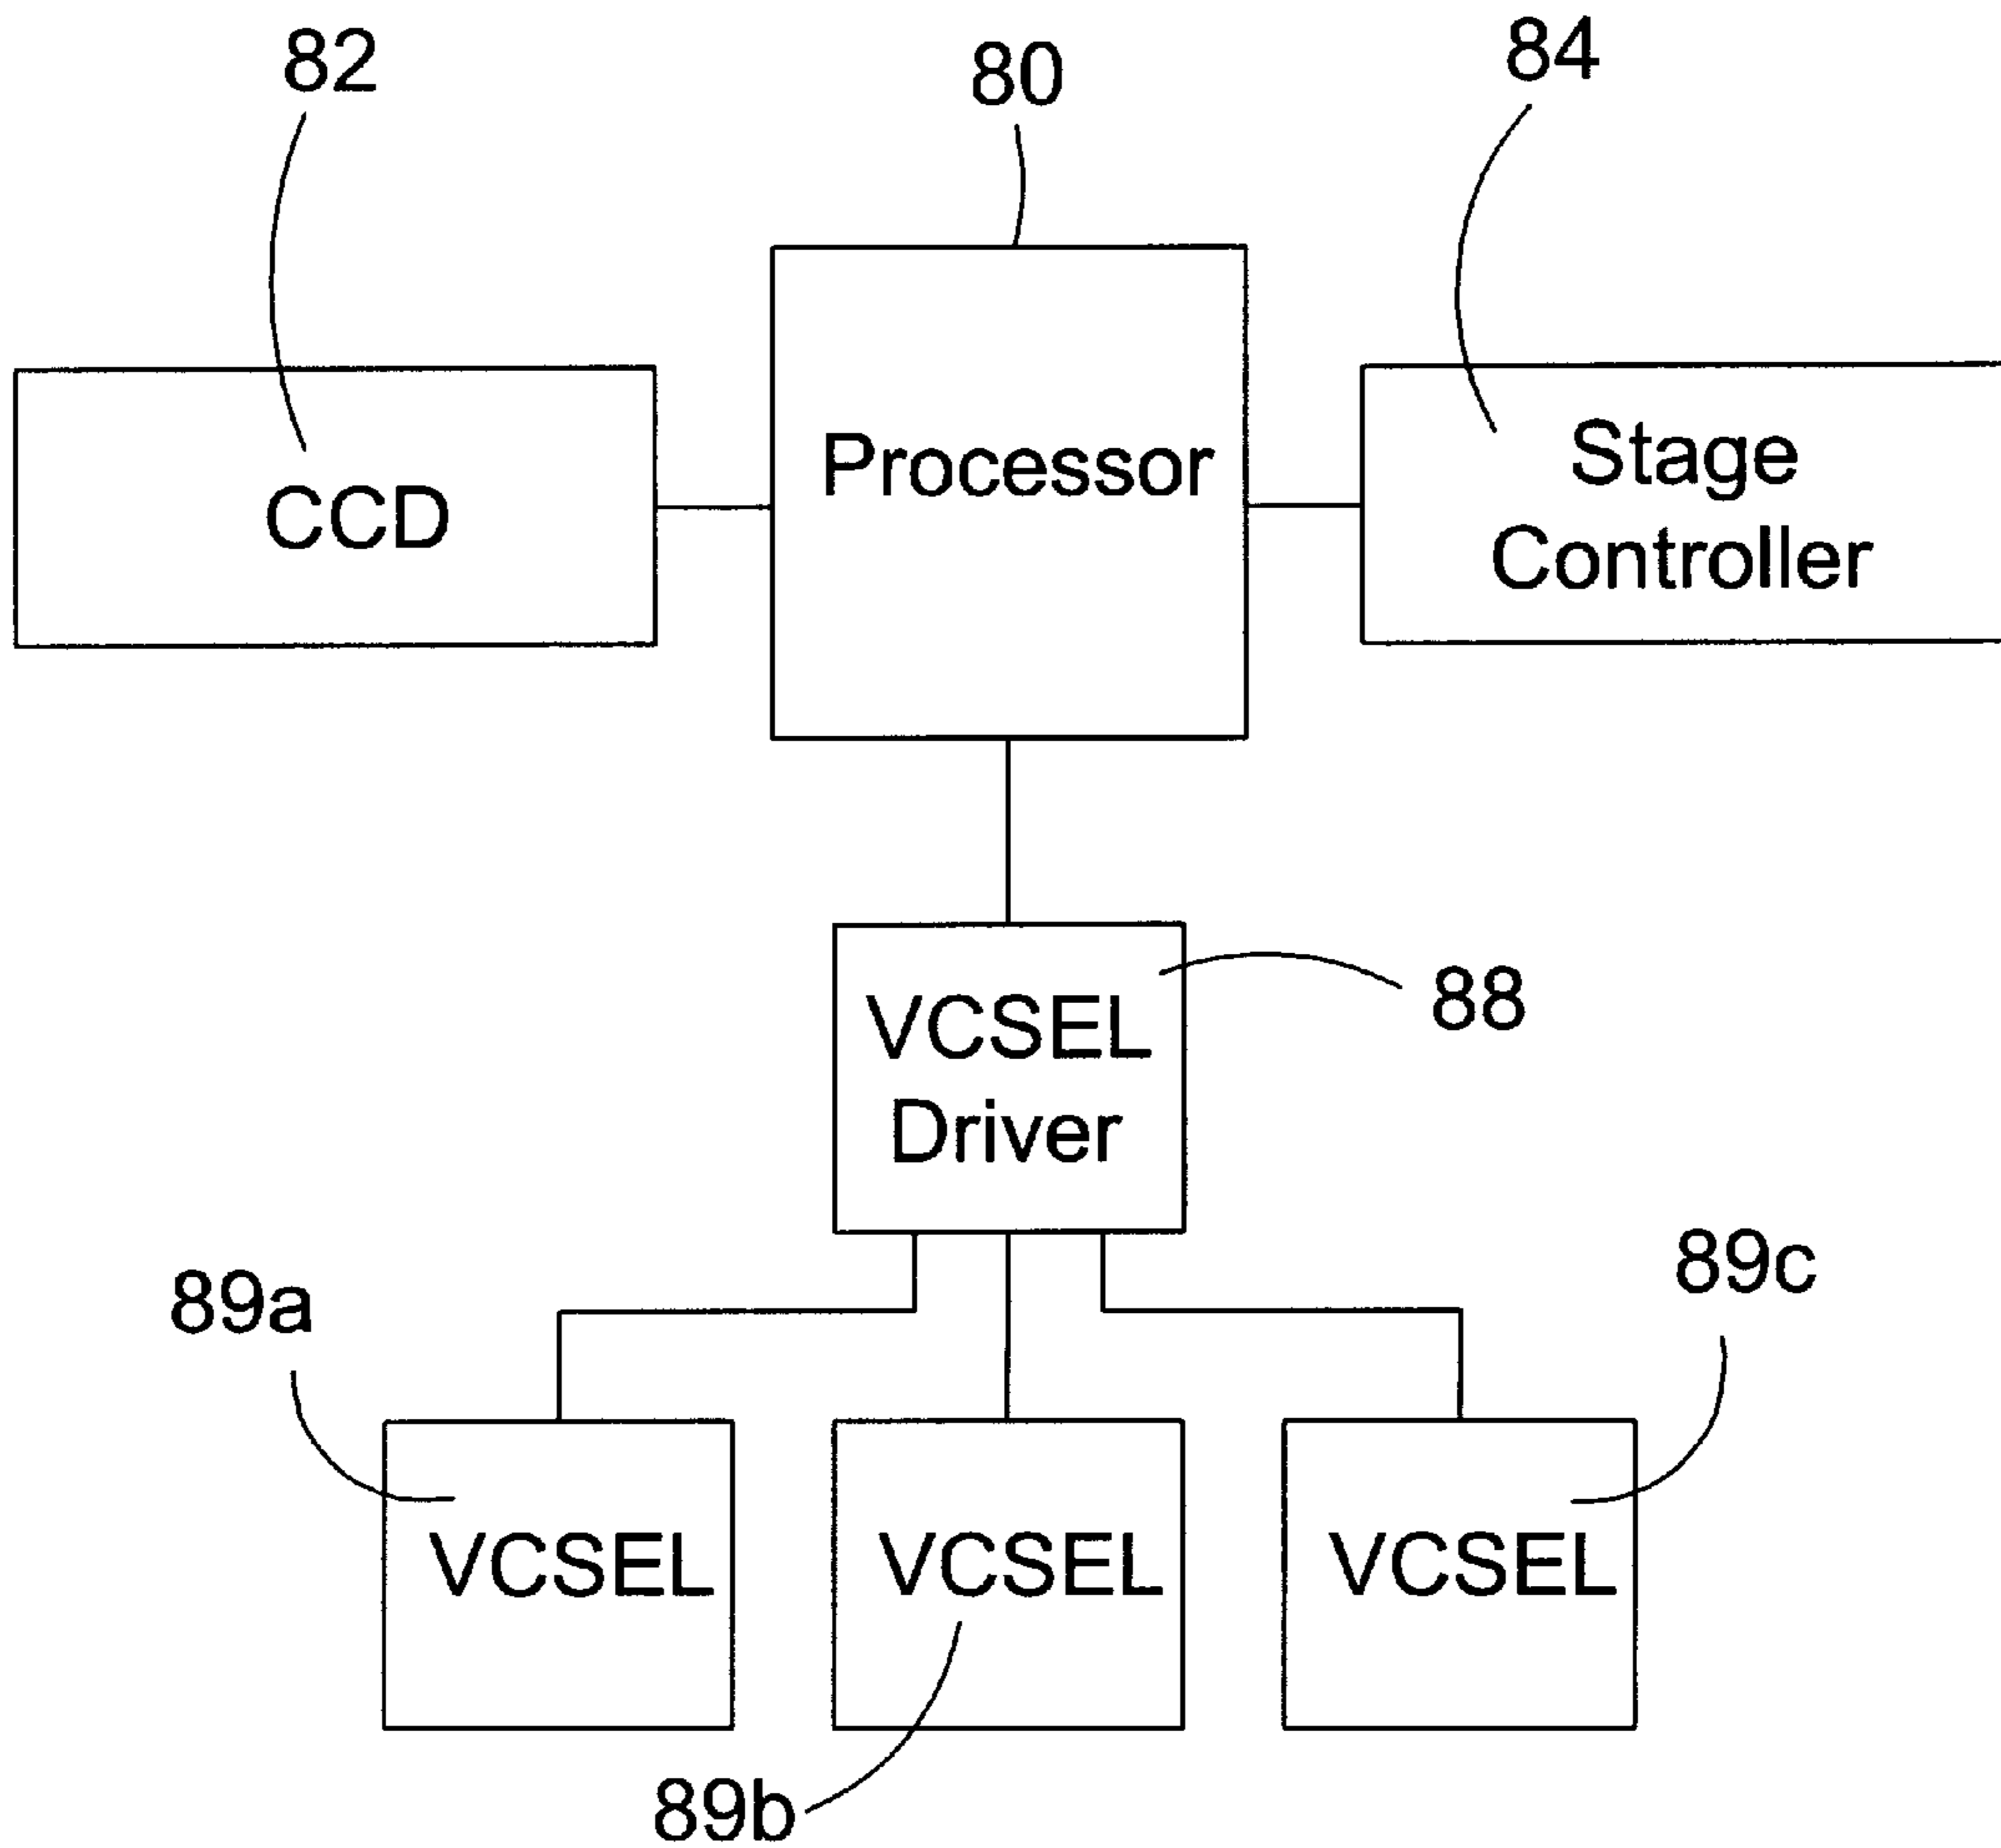 82
80
84
CCD
Processor
Stage
Controller
VCSEL
Driver
88
89a
89c
VCSEL
VCSEL
VCSEL
89b